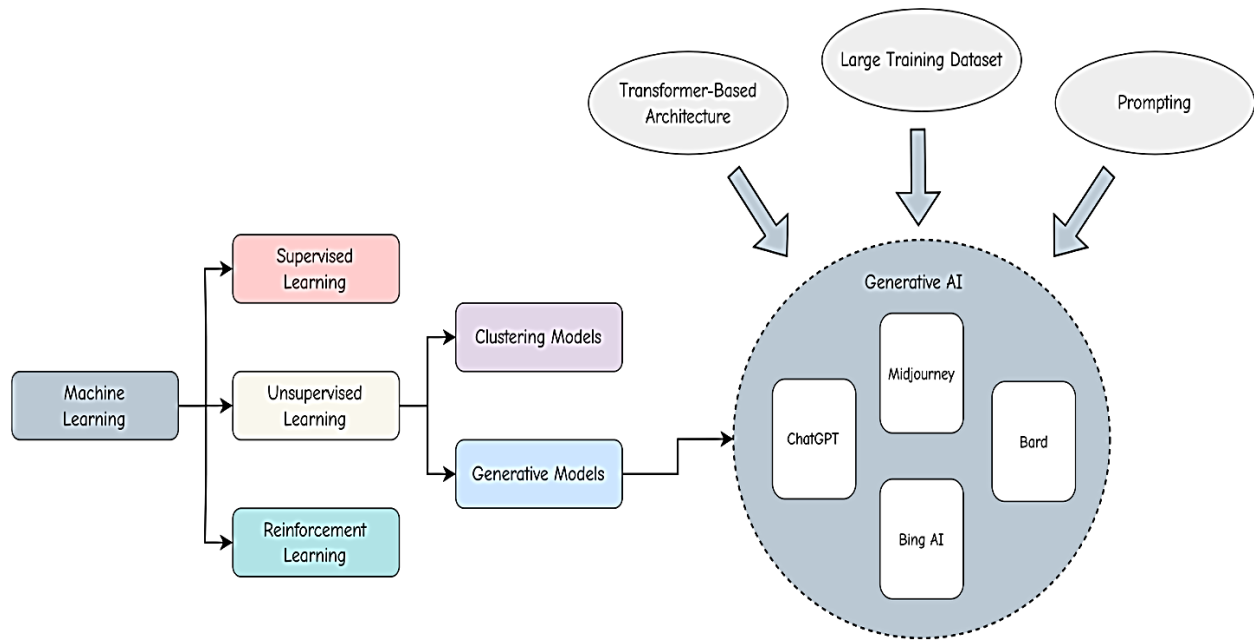 Large Training Dataset
Transformer-Based
Architecture
Prompting
Supervised
Learning
Generative AI
Clustering Models
Midjourney
Machine
Learning
Unsupervised
Learning
ChatGPT
Bard
Generative Models
Reinforcement
Learning
Bing AI